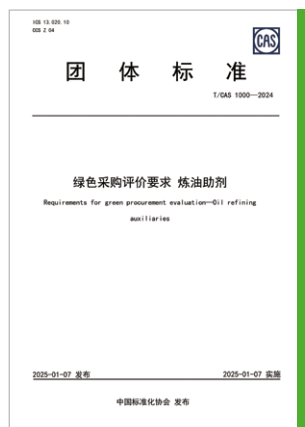 ICS 13.020.10
CCS Z 04
CAS
团 体 标 准
T/CAS 1000—2024
绿色采购评价要求 炼油助剂
Requirements for green procurement evaluation—Oil refining
auxiliaries
2025-01-07 发布
2025-01-07 实施
中国标准化协会 发布